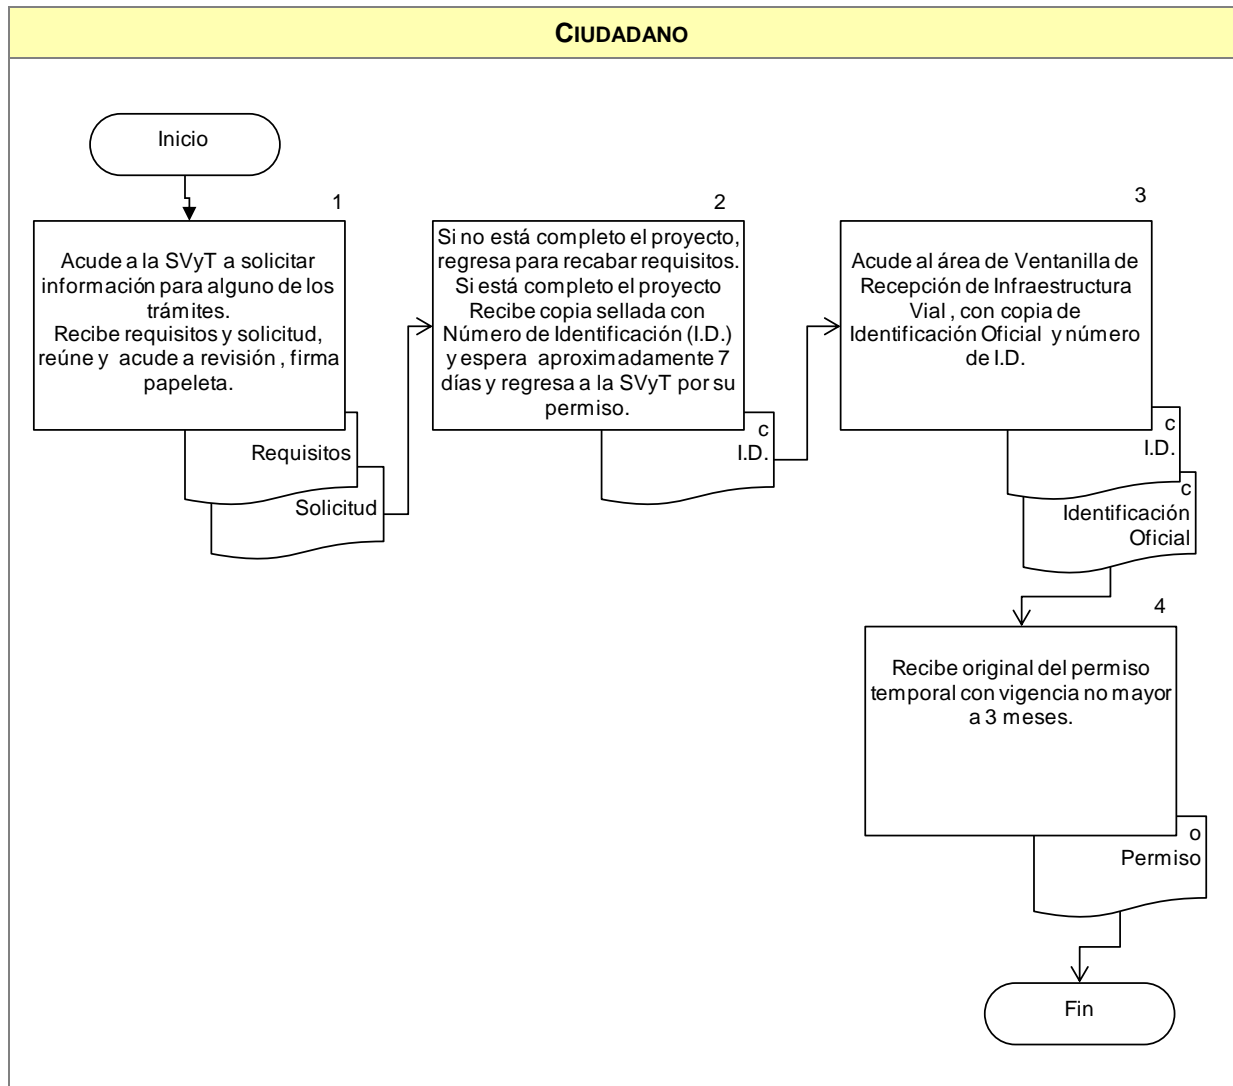 CIUDADANO
Inicio
1
Acude a la SVyT a solicitar
información para alguno de los
trámites.
Recibe requisitos y solicitud,
reúne y acude a revisión , firma
papeleta.
Requisitos
Solicitud
2
Si no está completo el proyecto,
regresa para recabar requisitos.
Si está completo el proyecto
Recibe copia sellada con
Número de Identificación (I.D.)
y espera aproximadamente 7
días y regresa a la SVyT por su
permiso.
c
I.D.
3
Acude al área de Ventanilla de
Recepción de Infraestructura
Vial , con copia de
Identificación Oficial y número
de I.D.
c
I.D.
c
Identificación
Oficial
4
Recibe original del permiso
temporal con vigencia no mayor
a 3 meses.
o
Permiso
Fin